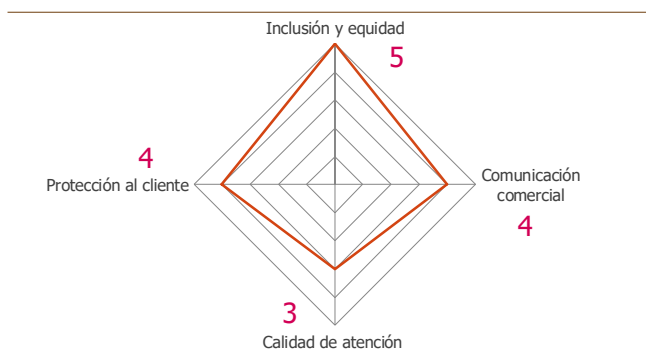 Inclusión y equidad
5
4
Protección al cliente
Comunicación
comercial
4
3
Calidad de atención